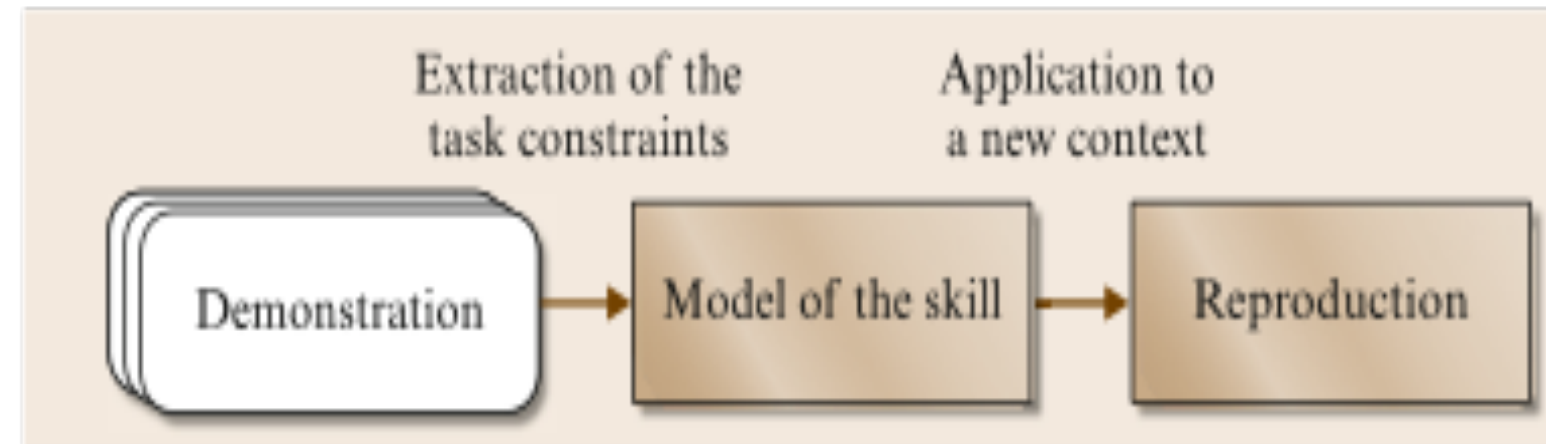 Extraction of the
task constraints
Application to
a new context
Demonstration
Model of the skill
Reproduction